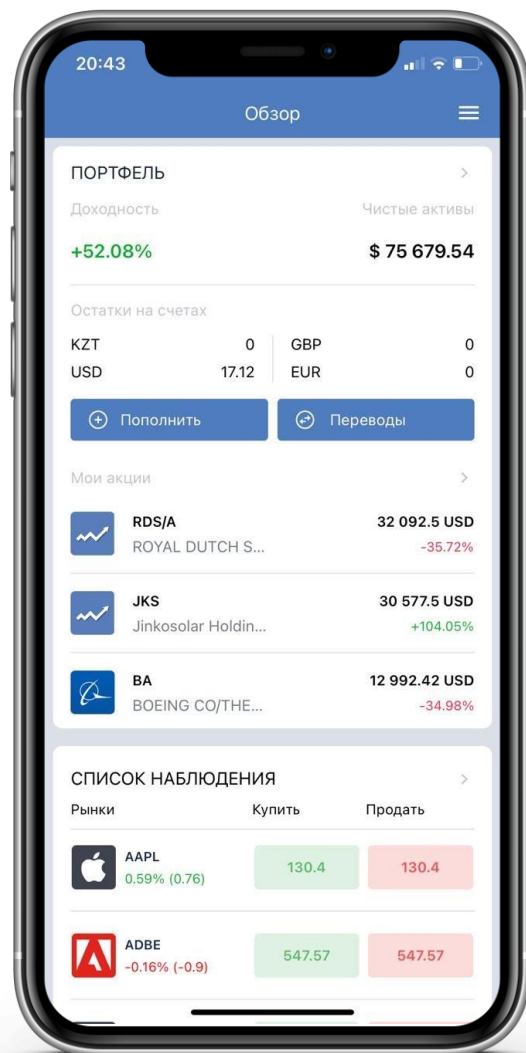 20:43
Обзор
ПОРТФЕЛЬ
Доходность Чистые активы
+52.08% $ 75 679.54
Остатки на счетах
KZT 0 GBP 0
USD 17.12 EUR 0
Пополнить Переводы
Мои акции
RDS/A 32 092.5 USD
ROYAL DUTCH S... -35.72%
JKS 30 577.5 USD
Jinkosolar Holdin... +104.05%
BA 12 992.42 USD
BOEING CO/THE... -34.98%
СПИСОК НАБЛЮДЕНИЯ
Рынки Купить Продать
AAPL 130.4 130.4
0.59% (0.76)
ADBE 547.57 547.57
-0.16% (-0.9)